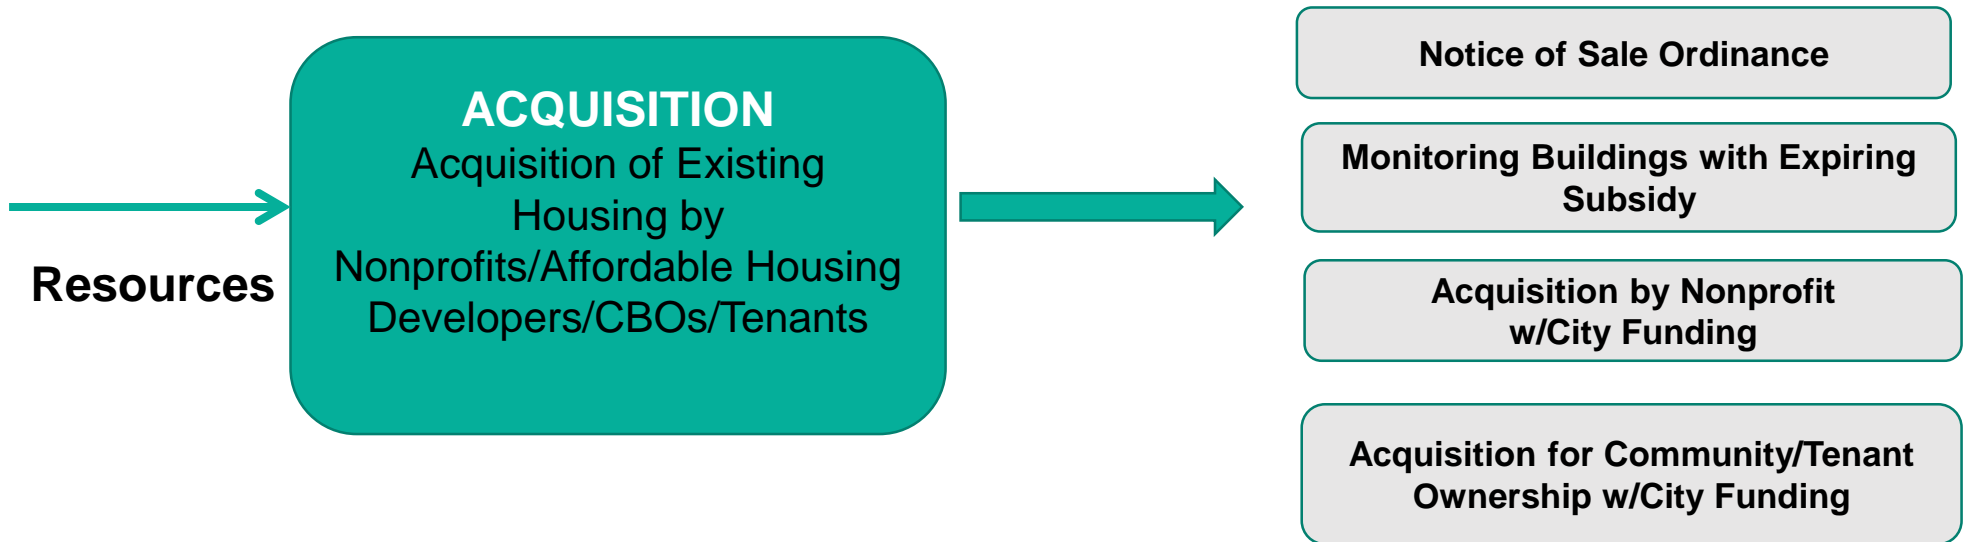 Resources
ACQUISITION
Acquisition of Existing
Housing by
Nonprofits/Affordable Housing
Developers/CBOs/Tenants
Notice of Sale Ordinance
Monitoring Buildings with Expiring
Subsidy
Acquisition by Nonprofit
w/City Funding
Acquisition for Community/Tenant
Ownership w/City Funding